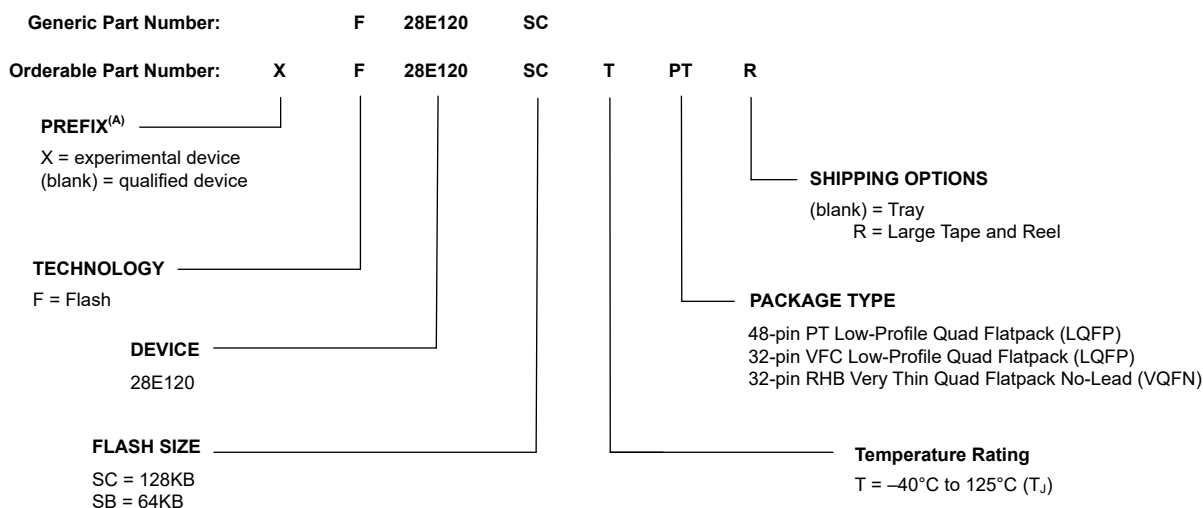 Generic Part Number: F 28E120 SC
Orderable Part Number: X F 28E120 SC T PT R
PREFIX(A)
X = experimental device
(blank) = qualified device
SHIPPING OPTIONS
(blank) = Tray
R = Large Tape and Reel
TECHNOLOGY
F = Flash
PACKAGE TYPE
48-pin PT Low-Profile Quad Flatpack (LQFP)
32-pin VFC Low-Profile Quad Flatpack (LQFP)
32-pin RHB Very Thin Quad Flatpack No-Lead (VQFN)
DEVICE
28E120
FLASH SIZE
SC = 128KB
SB = 64KB
Temperature Rating
T = –40°C to 125°C (TJ)